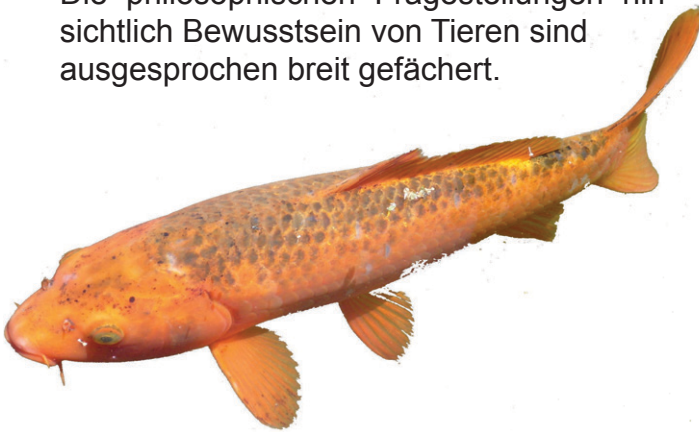 Die philosophischen Fragestellungen hin
sichtlich Bewusstsein von Tieren sind
ausgesprochen breit gefächert.